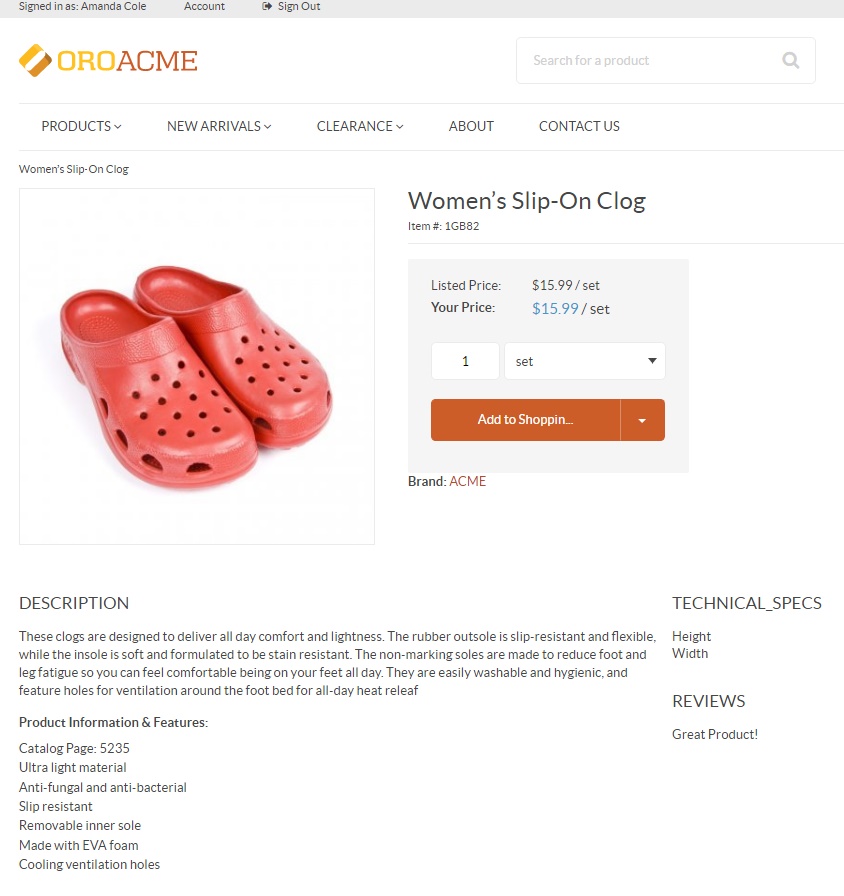 Signed in as: Amanda Cole Account Sign Out
OROACME
Search for a product
PRODUCTS NEW ARRIVALS CLEARANCE ABOUT CONTACT US
Women's Slip-On Clog
Women's Slip-On Clog
Item #: 1GB82
Listed Price: $15.99 / set
Your Price: $15.99 / set
1 set
Add to Shoppin...
Brand: ACME
DESCRIPTION
These clogs are designed to deliver all day comfort and lightness. The rubber outsole is slip-resistant and flexible,
while the insole is soft and formulated to be stain resistant. The non-marking soles are made to reduce foot and
leg fatigue so you can feel comfortable being on your feet all day. They are easily washable and hygienic, and
feature holes for ventilation around the foot bed for all-day heat releaf
Product Information & Features:
Catalog Page: 5235
Ultra light material
Anti-fungal and anti-bacterial
Slip resistant
Removable inner sole
Made with EVA foam
Cooling ventilation holes
TECHNICAL_SPECS
Height
Width
REVIEWS
Great Product!